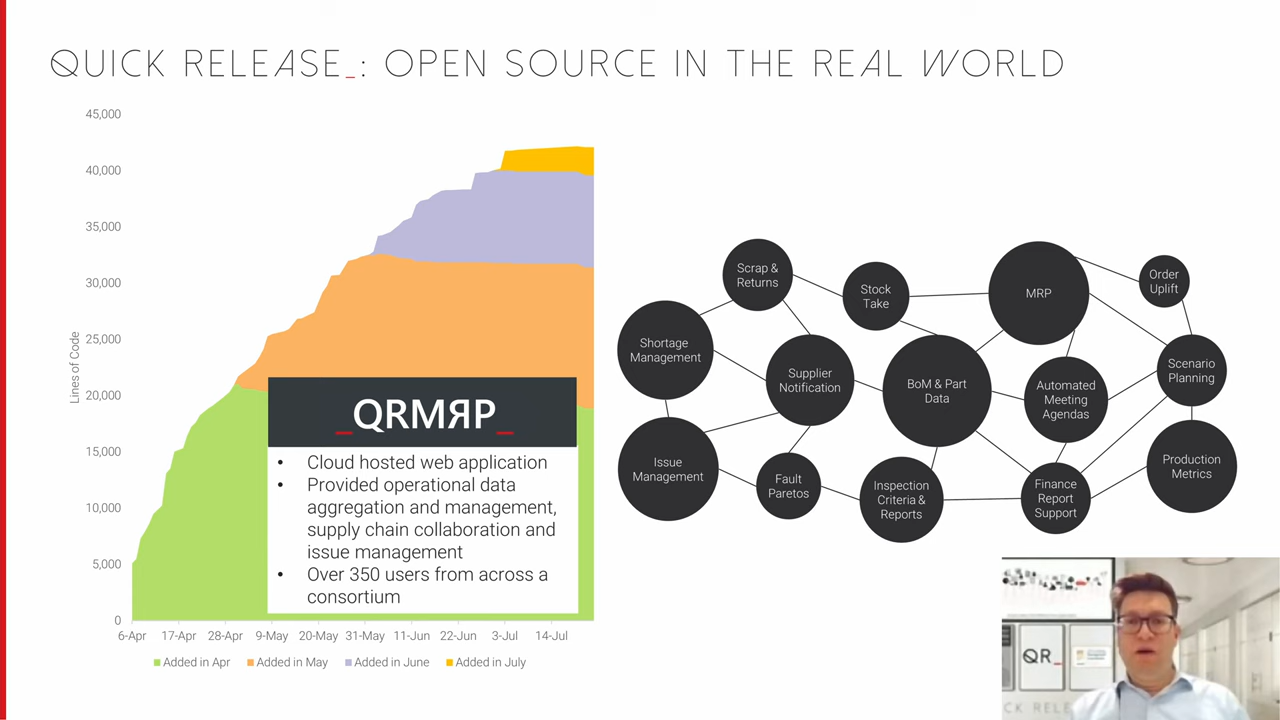 QUICK RELEASE_: OPEN SOURCE IN THE REAL WORLD
45,000
40,000
35,000
30,000
25,000
20,000
15,000
10,000
5,000
0
Lines of Code
6-Apr
17-Apr
28-Apr
9-May
20-May
31-May
11-Jun
22-Jun
3-Jul
14-Jul
Added in Apr
Added in May
Added in June
Added in July
_QRMЯP_
• Cloud hosted web application
• Provided operational data
aggregation and management,
supply chain collaboration and
issue management
• Over 350 users from across a
consortium
Scrap &
Returns
Stock
Take
MRP
Order
Uplift
Shortage
Management
Supplier
Notification
BoM & Part
Data
Automated
Meeting
Agendas
Scenario
Planning
Issue
Management
Fault
Paretos
Inspection
Criteria &
Reports
Finance
Report
Support
Production
Metrics
QR_
CK RELE